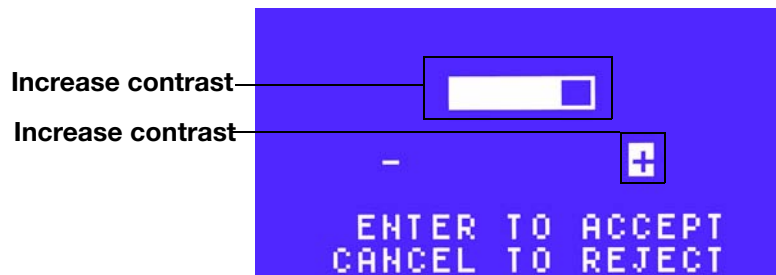 Increase contrast
Increase contrast
- +
ENTER TO ACCEPT
CANCEL TO REJECT